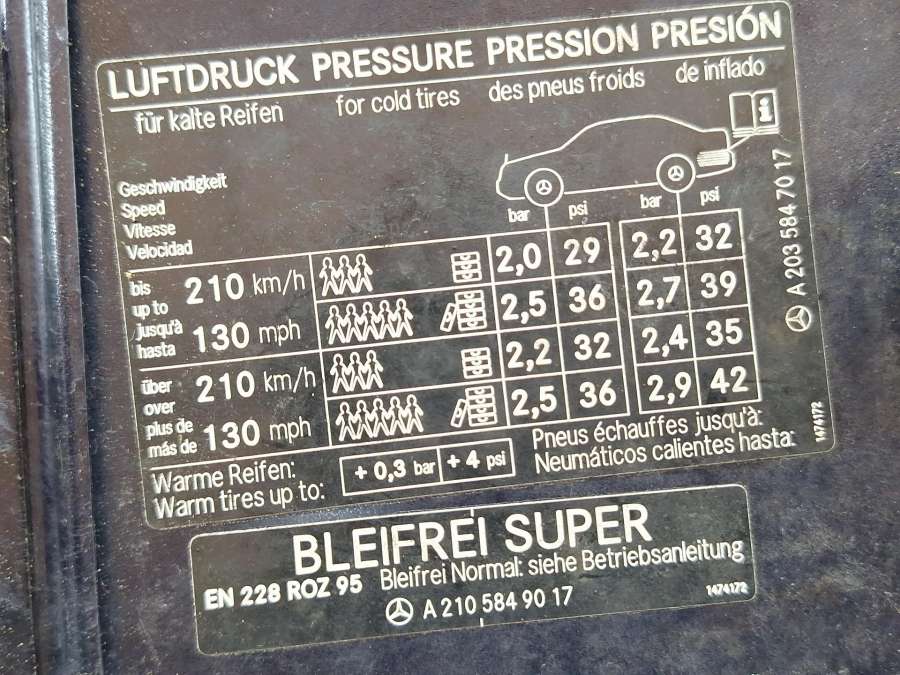 LUFTDRUCK PRESSURE PRESSION PRESIÓN
für kalte Reifen for cold tires des pneus froids de inflado
i
Geschwindigkeit
Speed
Vitesse
Velocidad
bar psi bar psi
bis
up to
jusqu'à
hasta
210 km/h
130 mph
2,0 29 2,2 32
2,5 36 2,7 39
über
over
plus de
más de
210 km/h
130 mph
2,2 32 2,4 35
2,5 36 2,9 42
Warme Reifen:
Warm tires up to:
+ 0,3 bar + 4 psi
Pneus échauffes jusqu'à:
Neumáticos calientes hasta:
A 203 584 70 17
1474172
BLEIFREI SUPER
EN 228 ROZ 95 Bleifrei Normal: siehe Betriebsanleitung
A 210 584 90 17
1474172